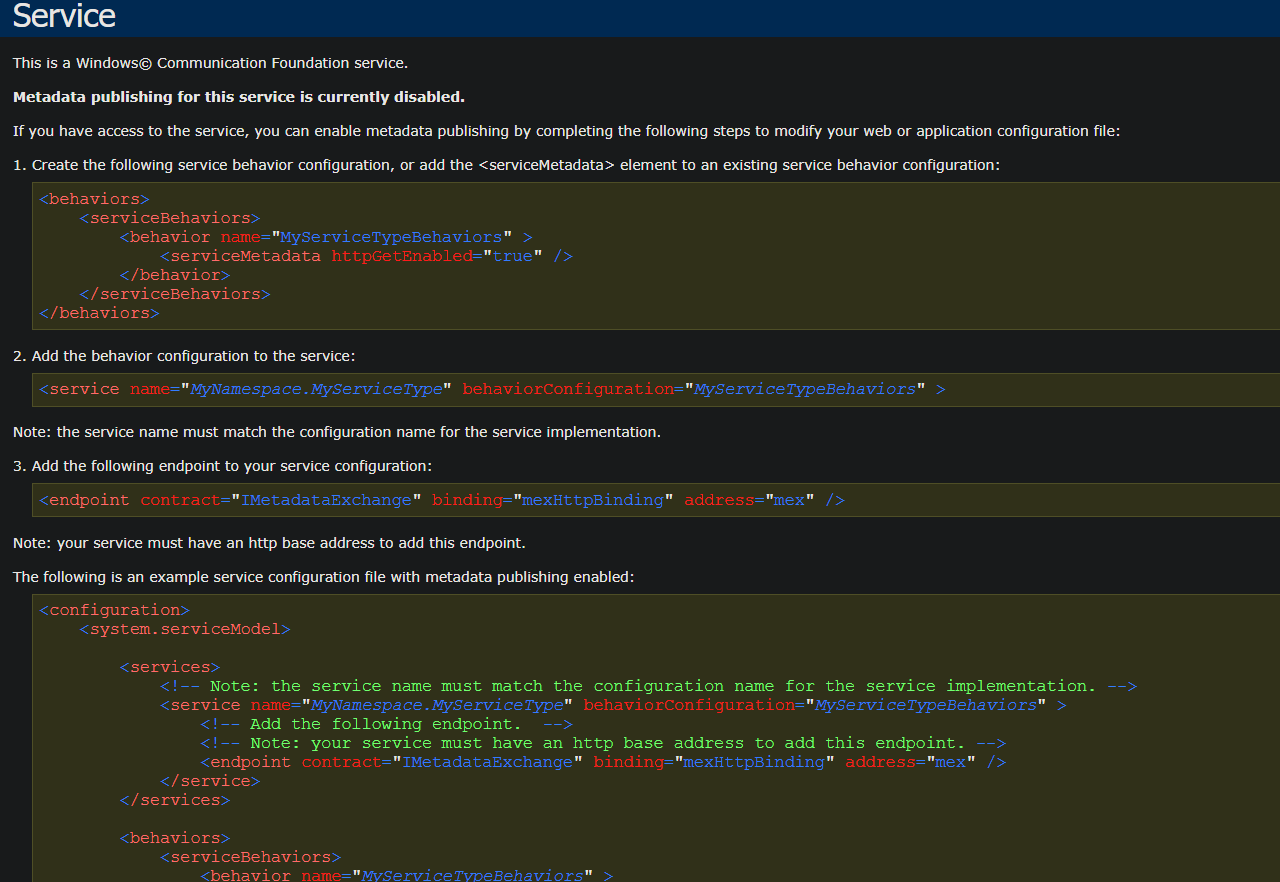 Service
This is a Windows© Communication Foundation service.
Metadata publishing for this service is currently disabled.
If you have access to the service, you can enable metadata publishing by completing the following steps to modify your web or application configuration file:
1. Create the following service behavior configuration, or add the <serviceMetadata> element to an existing service behavior configuration:
<behaviors>
    <serviceBehaviors>
        <behavior name="MyServiceTypeBehaviors" >
            <serviceMetadata httpGetEnabled="true" />
        </behavior>
    </serviceBehaviors>
</behaviors>
2. Add the behavior configuration to the service:
<service name="MyNamespace.MyServiceType" behaviorConfiguration="MyServiceTypeBehaviors" >
Note: the service name must match the configuration name for the service implementation.
3. Add the following endpoint to your service configuration:
<endpoint contract="IMetadataExchange" binding="mexHttpBinding" address="mex" />
Note: your service must have an http base address to add this endpoint.
The following is an example service configuration file with metadata publishing enabled:
<configuration>
    <system.serviceModel>
        <services>
            <!-- Note: the service name must match the configuration name for the service implementation. -->
            <service name="MyNamespace.MyServiceType" behaviorConfiguration="MyServiceTypeBehaviors" >
                <!-- Add the following endpoint.  -->
                <!-- Note: your service must have an http base address to add this endpoint. -->
                <endpoint contract="IMetadataExchange" binding="mexHttpBinding" address="mex" />
            </service>
        </services>
        <behaviors>
            <serviceBehaviors>
                <behavior name="MyServiceTypeBehaviors" >